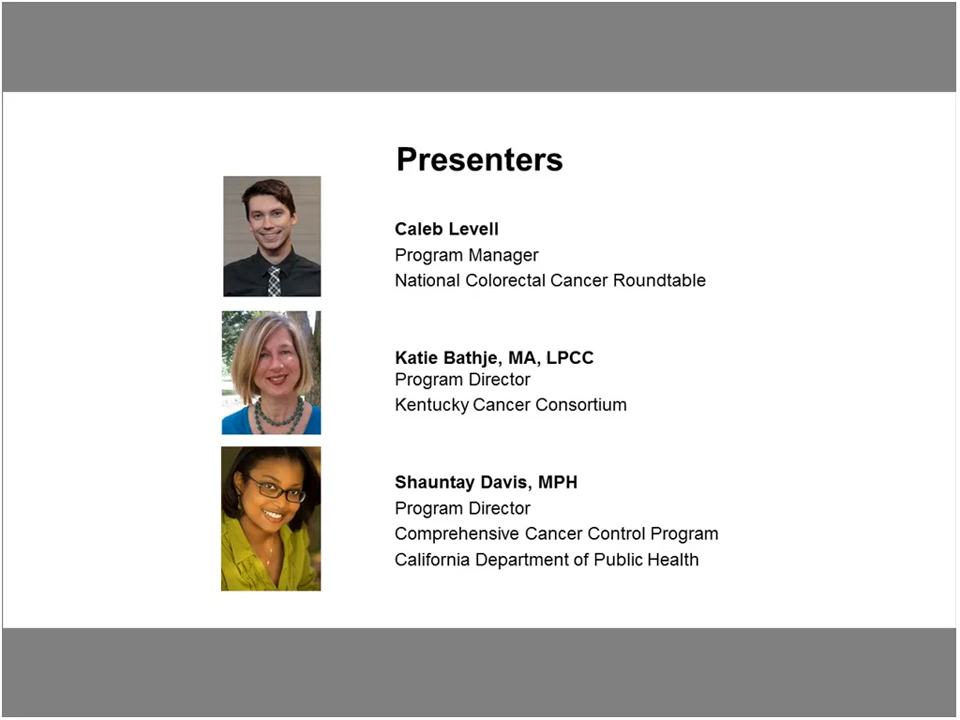 Presenters
Caleb Levell
Program Manager
National Colorectal Cancer Roundtable
Katie Bathje, MA, LPCC
Program Director
Kentucky Cancer Consortium
Shauntay Davis, MPH
Program Director
Comprehensive Cancer Control Program
California Department of Public Health